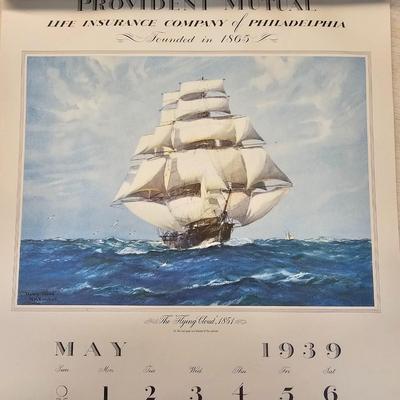 PROVIDENT MUTUAL
LIFE INSURANCE COMPANY of PHILADELPHIA
Founded in 1865
The "Flying Cloud", 1851
MAY 1939
Sun Mon Tue Wed Thu Fri Sat
1 2 3 4 5 6